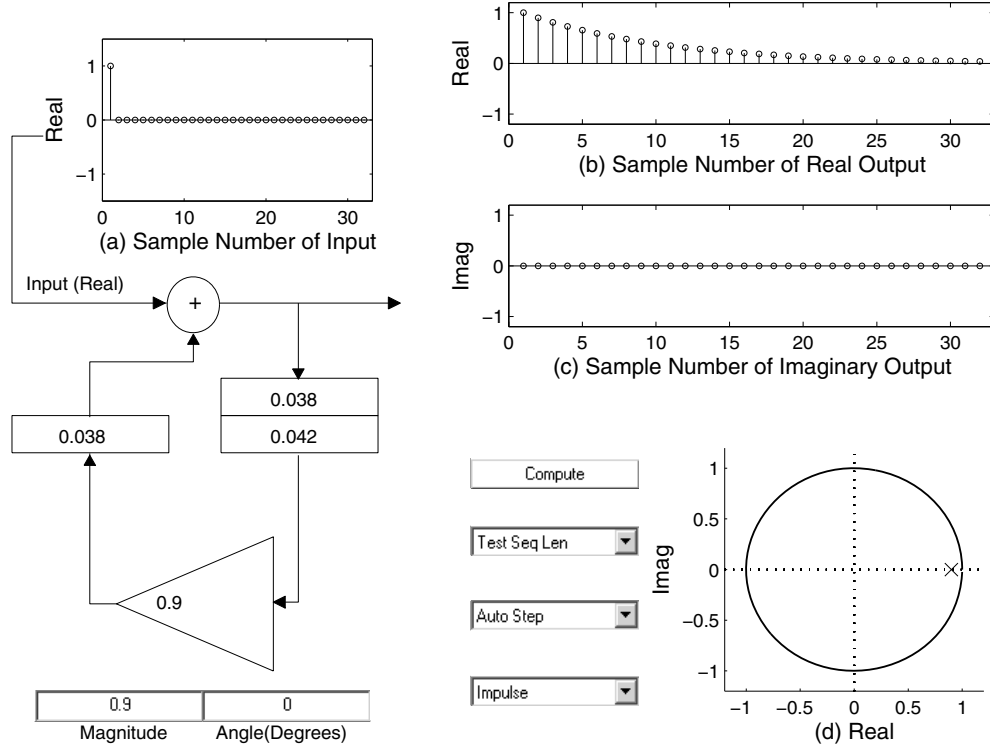 1
0
−1
Real
0 10 20 30
(a) Sample Number of Input
1
0
−1
Real
0 5 10 15 20 25 30
(b) Sample Number of Real Output
1
0
−1
Imag
0 5 10 15 20 25 30
(c) Sample Number of Imaginary Output
Input (Real)
+
0.038
0.042
0.038
0.9
0.9 0
Magnitude Angle(Degrees)
Compute
Test Seq Len
Auto Step
Impulse
1
0.5
0
−0.5
−1
Imag
−1 −0.5 0 0.5 1
(d) Real